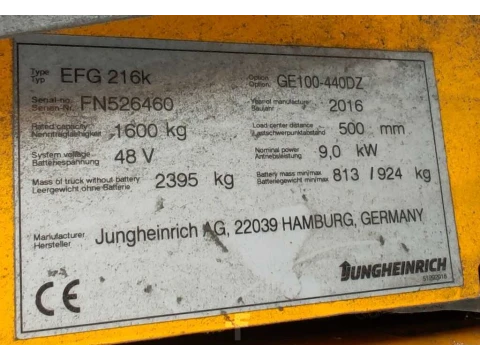 Type EFG 216k Option GE100-440DZ
Typ Option
Serial no. FN526460 Year of manufacture 2016
Serien-Nr. Baujahr
Rated capacity 1600 kg Load center distance 500 mm
Nenntragfähigkeit Lastschwerpunktabstand
System voltage 48 V Nominal power 9,0 kW
Batteriespannung Antriebsleistung
Mass of truck without battery 2395 kg Battery mass min/max 813 / 924 kg
Leergewicht ohne Batterie Batteriegewicht min/max
Manufacturer Jungheinrich AG, 22039 HAMBURG, GERMANY
Hersteller
CE JUNGHEINRICH